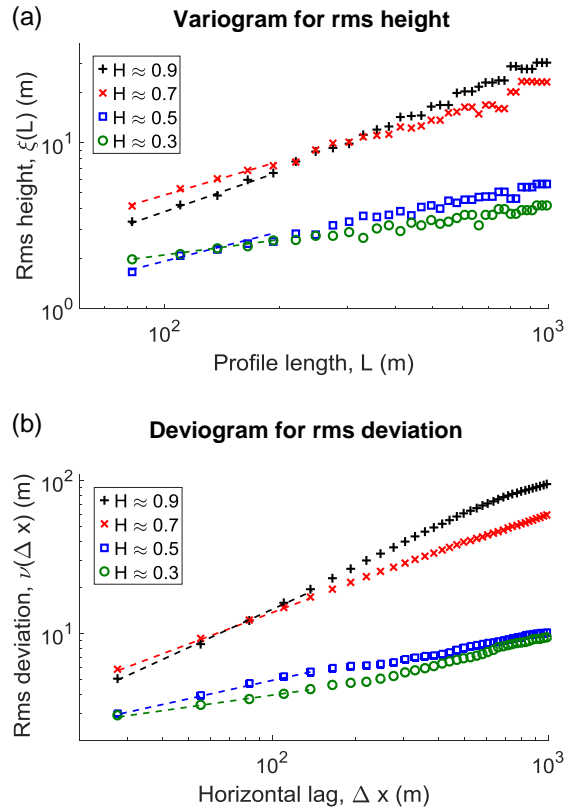 (a)
Variogram for rms height
H ≈ 0.9
H ≈ 0.7
H ≈ 0.5
H ≈ 0.3
Rms height, ξ(L) (m)
10^1
10^0
10^2
10^3
Profile length, L (m)
(b)
Deviogram for rms deviation
10^2
H ≈ 0.9
H ≈ 0.7
H ≈ 0.5
H ≈ 0.3
Rms deviation, ν(Δ x) (m)
10^1
10^2
10^3
Horizontal lag, Δ x (m)